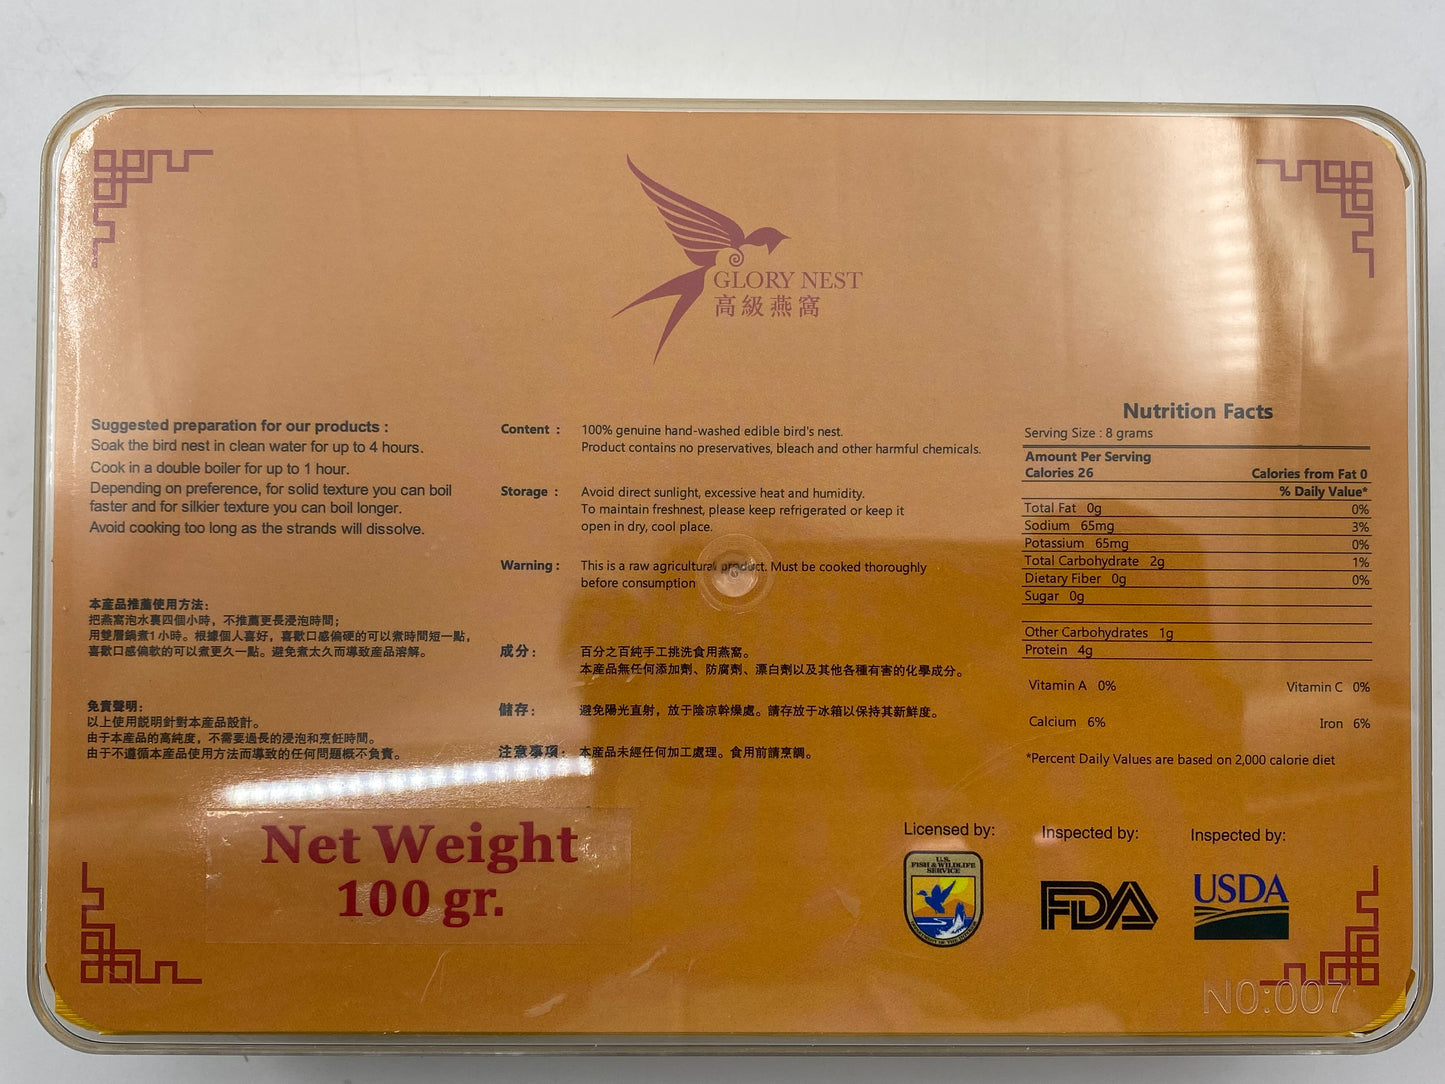 GLORY NEST
高級燕窩
Suggested preparation for our products :
Soak the bird nest in clean water for up to 4 hours.
Cook in a double boiler for up to 1 hour.
Depending on preference, for solid texture you can boil
faster and for silkier texture you can boil longer.
Avoid cooking too long as the strands will dissolve.
本產品推薦使用方法：
把燕窩泡水裏四個小時，不推薦更長浸泡時間；
用雙層鍋煮1小時。根據個人喜好，喜歡口感偏硬的可以煮時間短一點，
喜歡口感偏軟的可以煮更久一點。避免煮太久而導致産品溶解。
免責聲明：
以上使用説明針對本産品設計。
由于本産品的高純度，不需要過長的浸泡和烹飪時間。
由于不遵循本産品使用方法而導致的任何問題概不負責。
Content : 100% genuine hand-washed edible bird's nest.
Product contains no preservatives, bleach and other harmful chemicals.
Storage : Avoid direct sunlight, excessive heat and humidity.
To maintain freshnest, please keep refrigerated or keep it
open in dry, cool place.
Warning : This is a raw agricultural product. Must be cooked thoroughly
before consumption
成分： 百分之百純手工挑洗食用燕窩。
本産品無任何添加劑、防腐劑、漂白劑以及其他各種有害的化學成分。
儲存： 避免陽光直射，放于陰凉幹燥處。請存放于冰箱以保持其新鮮度。
注意事項： 本産品未經任何加工處理。食用前請烹調。
Nutrition Facts
Serving Size : 8 grams
Amount Per Serving
Calories 26 Calories from Fat 0
% Daily Value*
Total Fat 0g 0%
Sodium 65mg 3%
Potassium 65mg 0%
Total Carbohydrate 2g 1%
Dietary Fiber 0g 0%
Sugar 0g
Other Carbohydrates 1g
Protein 4g
Vitamin A 0% Vitamin C 0%
Calcium 6% Iron 6%
*Percent Daily Values are based on 2,000 calorie diet
Net Weight
100 gr.
Licensed by: Inspected by: Inspected by:
U.S.
FISH & WILDLIFE
SERVICE
FDA
USDA
NO:007